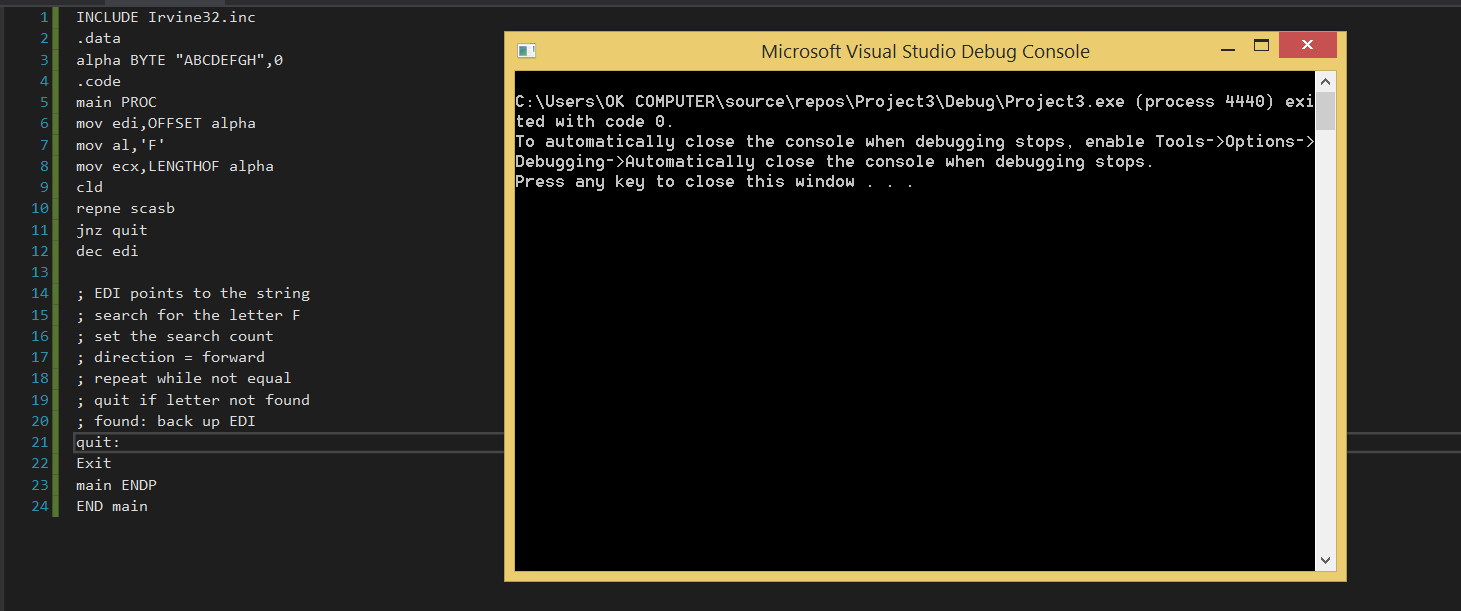 1 INCLUDE Irvine32.inc
2 .data
3 alpha BYTE "ABCDEFGH",0
4 .code
5 main PROC
6 mov edi,OFFSET alpha
7 mov al,'F'
8 mov ecx,LENGTHOF alpha
9 cld
10 repne scasb
11 jnz quit
12 dec edi
13
14 ; EDI points to the string
15 ; search for the letter F
16 ; set the search count
17 ; direction = forward
18 ; repeat while not equal
19 ; quit if letter not found
20 ; found: back up EDI
21 quit:
22 Exit
23 main ENDP
24 END main
Microsoft Visual Studio Debug Console
C:\Users\OK COMPUTER\source\repos\Project3\Debug\Project3.exe (process 4440) exi
ted with code 0.
To automatically close the console when debugging stops, enable Tools->Options->
Debugging->Automatically close the console when debugging stops.
Press any key to close this window . . .